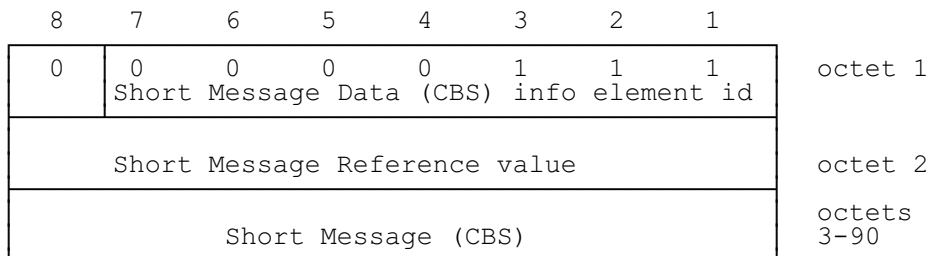 8 7 6 5 4 3 2 1
0 0 0 0 0 1 1 1 octet 1
Short Message Data (CBS) info element id
Short Message Reference value octet 2
octets
Short Message (CBS) 3-90